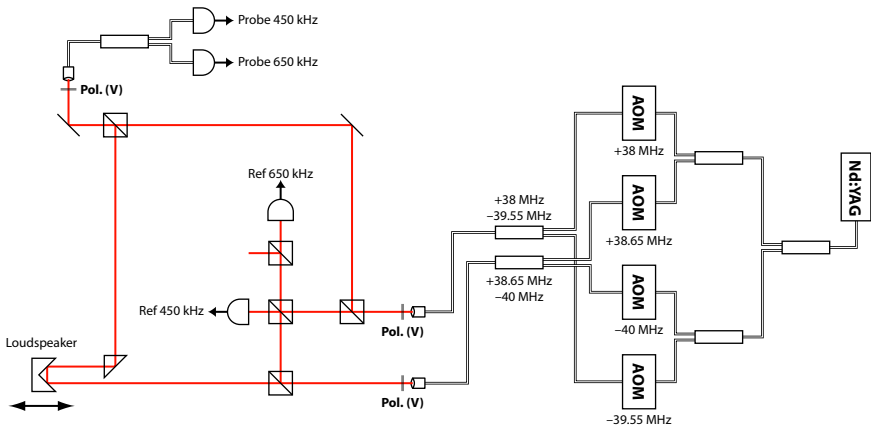 Probe 450 kHz
Probe 650 kHz
Pol. (V)
AOM
+38 MHz
Nd:YAG
Ref 650 kHz
AOM
+38.65 MHz
+38 MHz
–39.55 MHz
+38.65 MHz
–40 MHz
AOM
–40 MHz
Ref 450 kHz
Pol. (V)
Loudspeaker
AOM
–39.55 MHz
Pol. (V)